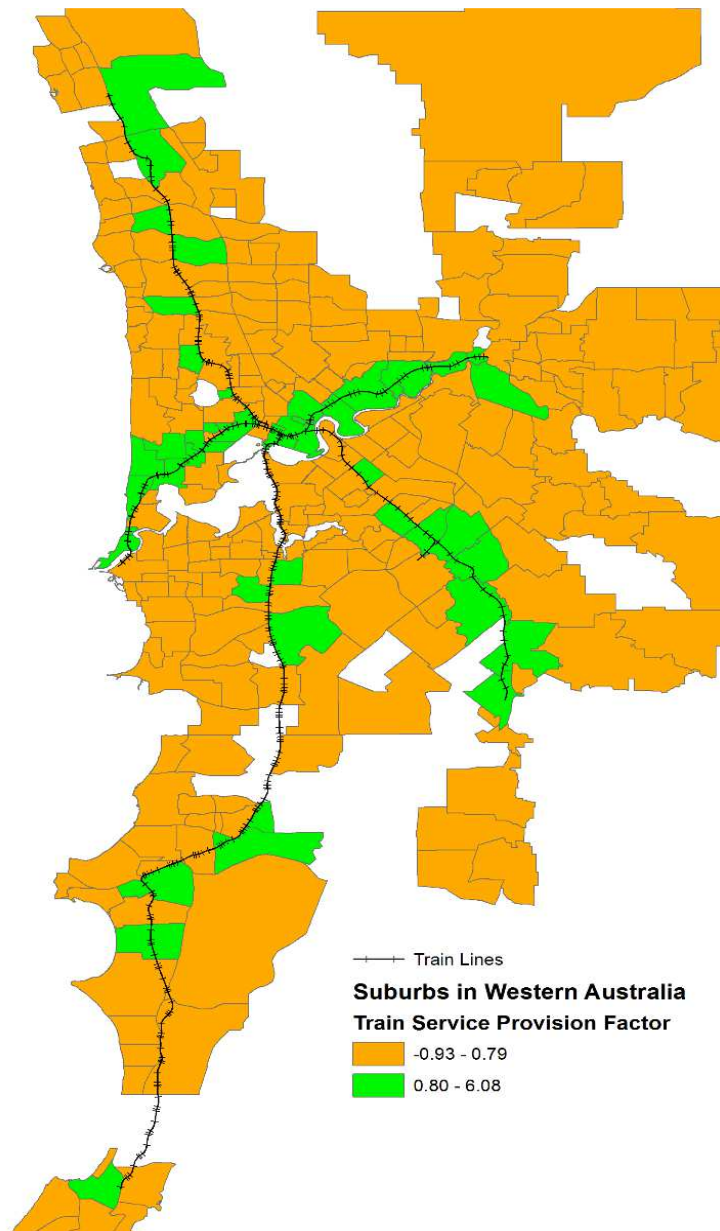 Train Lines
Suburbs in Western Australia
Train Service Provision Factor
-0.93 - 0.79
0.80 - 6.08